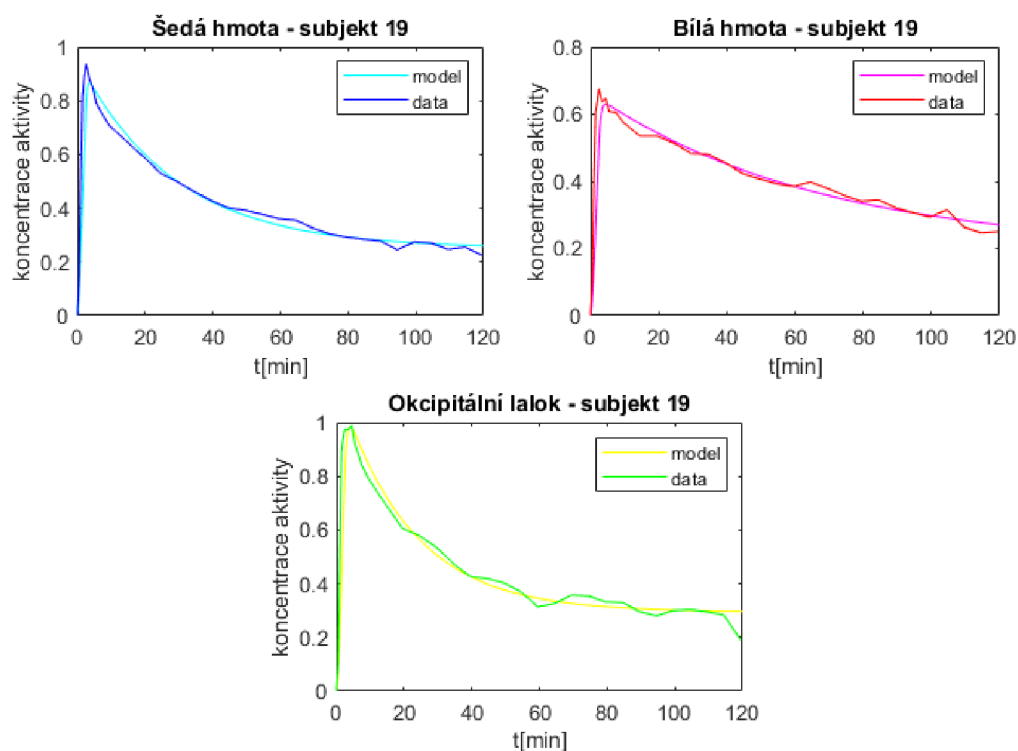 Šedá hmota - subjekt 19
koncentrace aktivity
1
0.8
0.6
0.4
0.2
0
model
data
0 20 40 60 80 100 120
t[min]
Bílá hmota - subjekt 19
koncentrace aktivity
0.8
0.6
0.4
0.2
0
model
data
0 20 40 60 80 100 120
t[min]
Okcipitální lalok - subjekt 19
koncentrace aktivity
1
0.8
0.6
0.4
0.2
0
model
data
0 20 40 60 80 100 120
t[min]